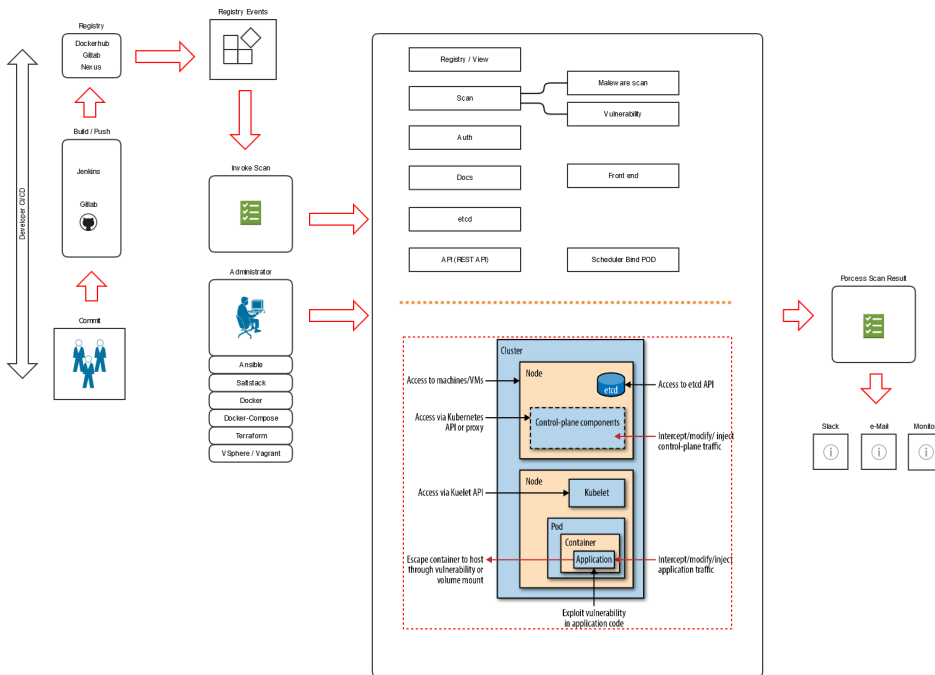 Registry
Dockerhub
Gitlab
Nexus
Registry Events
Build / Push
Jenkins
Gitlab
Developer CI/CD
Commit
Invoke Scan
Administrator
Ansible
Saltstack
Docker
Docker-Compose
Terraform
VSphere / Vagrant
Registry / View
Scan
Maleware scan
Vulnerability
Auth
Docs
Front end
etcd
API (REST API)
Scheduler Bind POD
Cluster
Node
etcd
Access to machines/VMs
Access to etcd API
Access via Kubernetes
API or proxy
Control-plane components
Intercept/modify/ inject
control-plane traffic
Node
Access via Kuelet API
Kubelet
Pod
Container
Application
Escape container to host
through vulnerability or
volume mount
Intercept/modify/inject
application traffic
Exploit vulnerability
in application code
Porcess Scan Result
Slack
e-Mail
Monitor